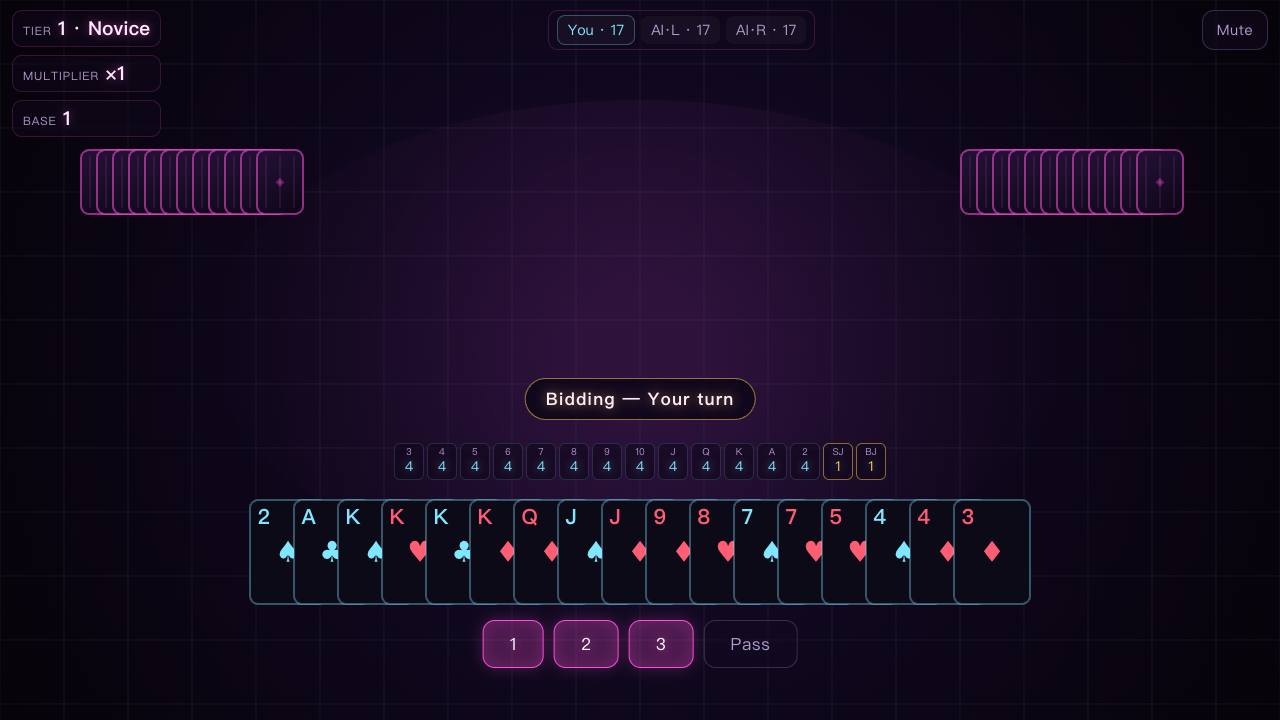 TIER 1 · Novice
MULTIPLIER ×1
BASE 1
You · 17 AI·L · 17 AI·R · 17
Mute
Bidding — Your turn
3 4 5 6 7 8 9 10 J Q K A 2 SJ BJ
4 4 4 4 4 4 4 4 4 4 4 4 4 1 1
2 A K K K K Q J J 9 8 7 7 5 4 4 3
♠ ♣ ♠ ♥ ♣ ♦ ♦ ♠ ♦ ♦ ♥ ♠ ♥ ♥ ♠ ♦ ♦
1 2 3 Pass